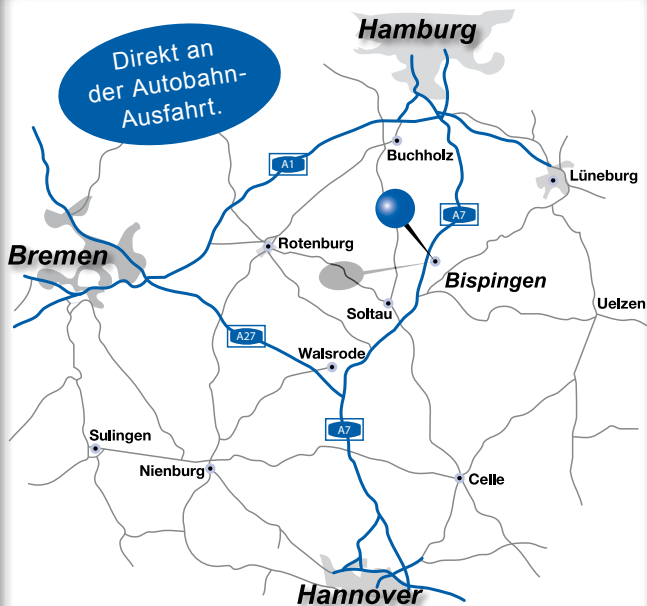 Hamburg
Direkt an
der Autobahn-
Ausfahrt.
Buchholz
A1
Lüneburg
A7
Rotenburg
Bremen
Bispingen
Uelzen
Soltau
A27
Walsrode
A7
Sulingen
Nienburg
Celle
Hannover